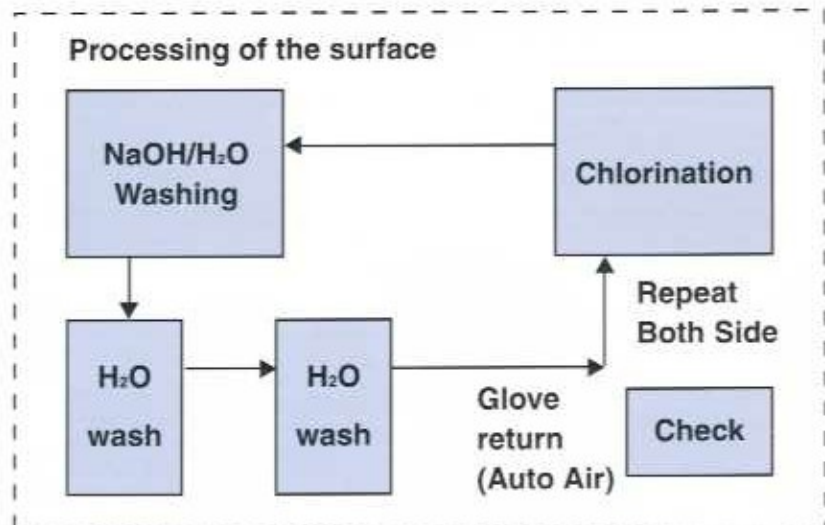 Processing of the surface
NaOH/H₂O
Washing
Chlorination
H₂O
wash
H₂O
wash
Repeat
Both Side
Glove
return
(Auto Air)
Check